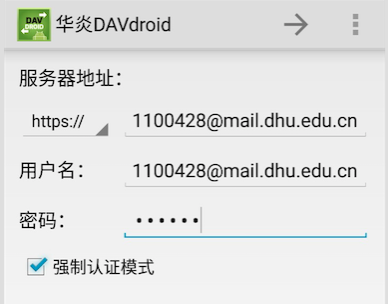 DAV
DROID
华炎DAVdroid
服务器地址：
https:// 1100428@mail.dhu.edu.cn
用户名： 1100428@mail.dhu.edu.cn
密码： ••••••
强制认证模式